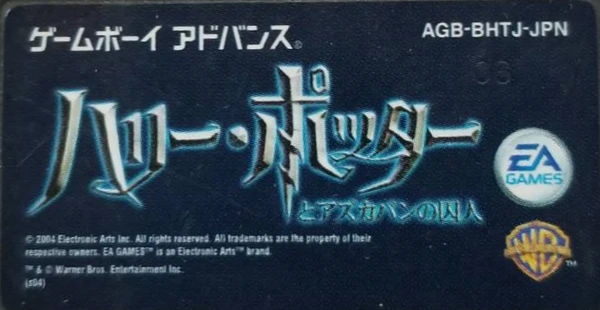 ゲームボーイ アドバンス®
AGB-BHTJ-JPN
03
ハリー・ポッター
とアズカバンの囚人
EA
GAMES
© 2004 Electronic Arts Inc. All rights reserved. All trademarks are the property of their
respective owners. EA GAMES™ is an Electronic Arts™ brand.
™ & © Warner Bros. Entertainment Inc.
(s04)
WB
TM